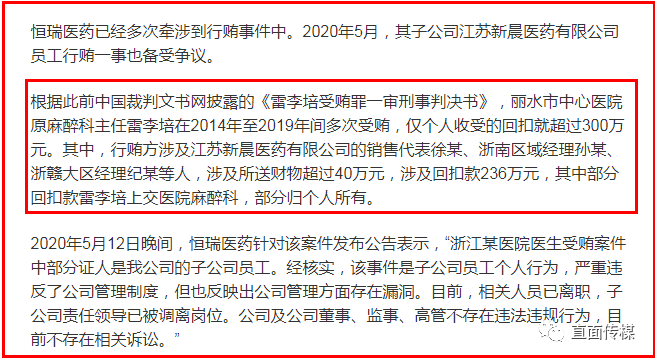 恒瑞医药已经多次牵涉到行贿事件中。2020年5月，其子公司江苏新晨医药有限公司
员工行贿一事也备受争议。
根据此前中国裁判文书网披露的《雷李培受贿罪一审刑事判决书》，丽水市中心医院
原麻醉科主任雷李培在2014年至2019年间多次受贿，仅个人收受的回扣就超过300万
元。其中，行贿方涉及江苏新晨医药有限公司的销售代表徐某、浙南区域经理孙某、
浙赣大区经理纪某等人，涉及所送财物超过40万元，涉及回扣款236万元，其中部分
回扣款雷李培上交医院麻醉科，部分归个人所有。
2020年5月12日晚间，恒瑞医药针对该案件发布公告表示，“浙江某医院医生受贿案件
中部分证人是我公司的子公司员工。经核实，该事件是子公司员工个人行为，严重违
反了公司管理制度，但也反映出公司管理方面存在漏洞。目前，相关人员已离职，子
公司责任领导已被调离岗位。公司及公司董事、监事、高管不存在违法违规行为，目
前不存在相关诉讼。”
直面传媒